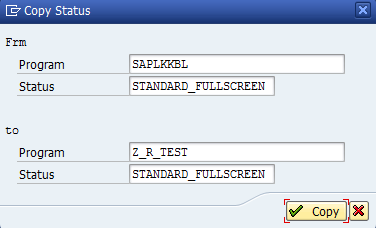 Copy Status
Frm
Program SAPLKKBL
Status STANDARD_FULLSCREEN
to
Program Z_R_TEST
Status STANDARD_FULLSCREEN
Copy